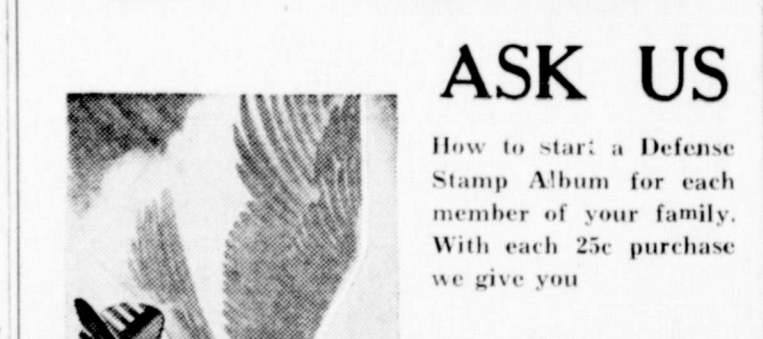 ASK US
How to start a Defense
Stamp Album for each
member of your family.
With each 25c purchase
we give you